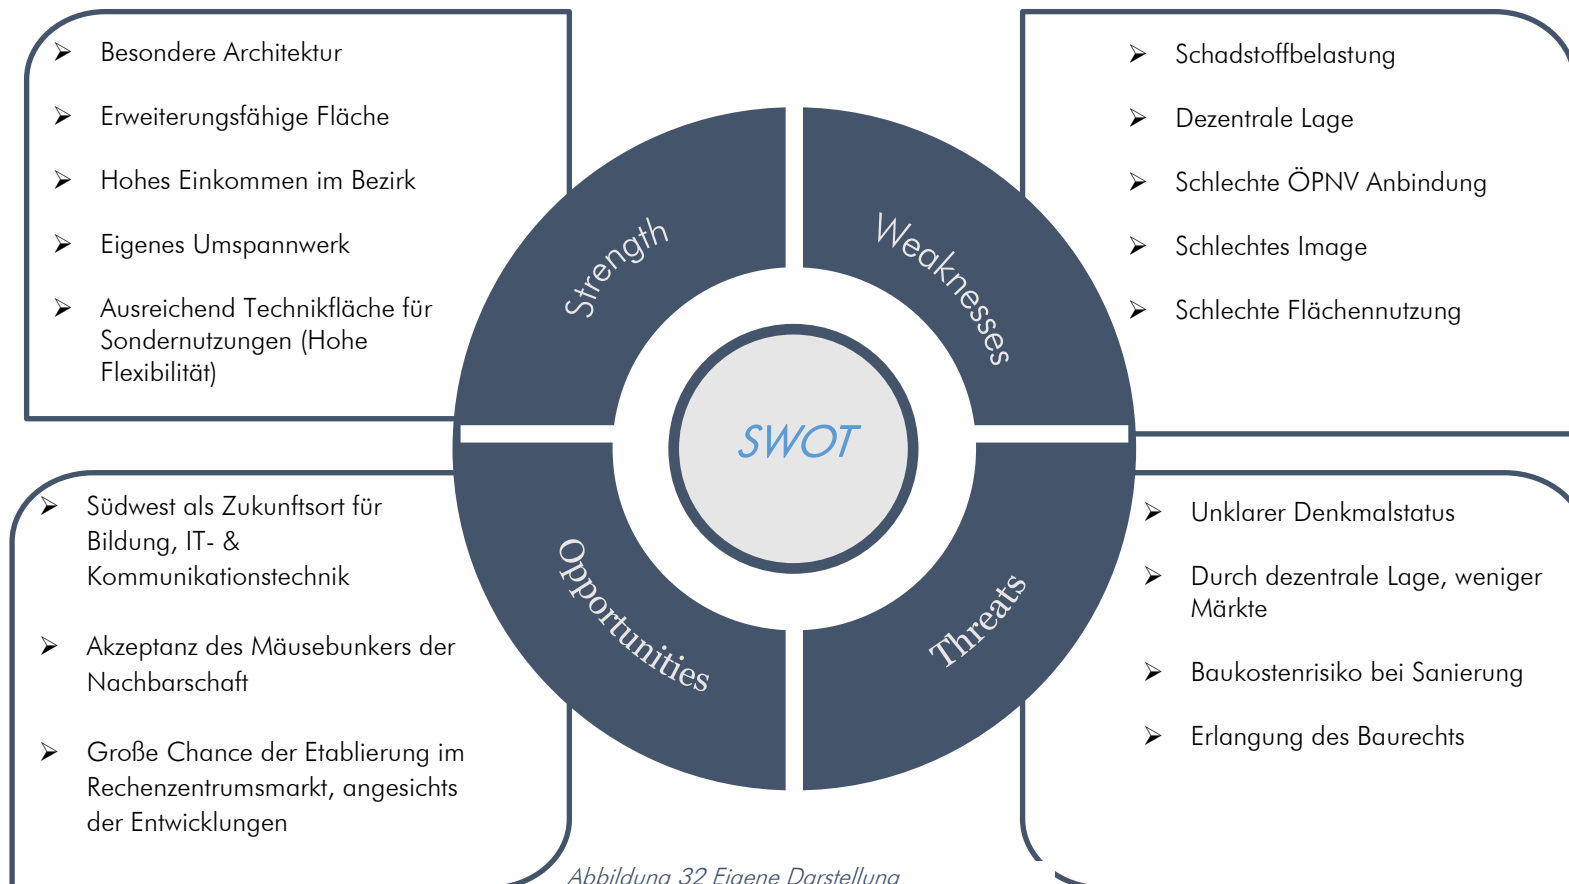 Besondere Architektur
Erweiterungsfähige Fläche
Hohes Einkommen im Bezirk
Eigenes Umspannwerk
Ausreichend Technikfläche für
Sondernutzungen (Hohe
Flexibilität)
Strength
Weaknesses
Schadstoffbelastung
Dezentrale Lage
Schlechte ÖPNV Anbindung
Schlechtes Image
Schlechte Flächennutzung
SWOT
Südwest als Zukunftsort für
Bildung, IT- &
Kommunikationstechnik
Akzeptanz des Mäusebunkers der
Nachbarschaft
Große Chance der Etablierung im
Rechenzentrumsmarkt, angesichts
der Entwicklungen
Opportunities
Threats
Unklarer Denkmalstatus
Durch dezentrale Lage, weniger
Märkte
Baukostenrisiko bei Sanierung
Erlangung des Baurechts
Abbildung 32 Eigene Darstellung